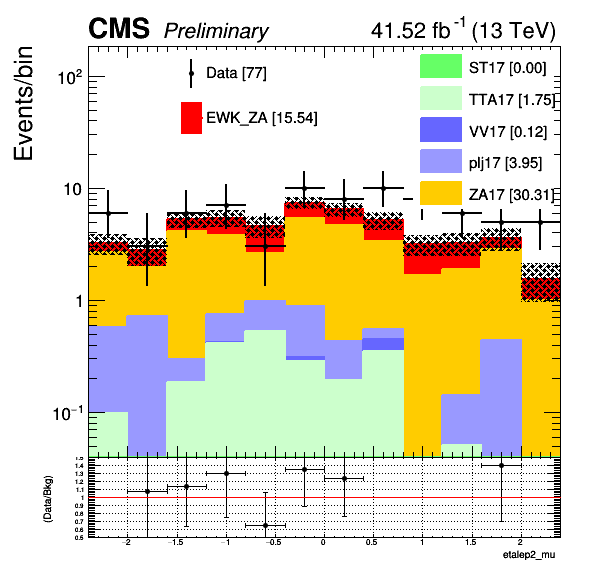 CMS Preliminary 41.52 fb⁻¹ (13 TeV)
Events/bin
10²
10
1
10⁻¹
Data [77]
EWK_ZA [15.54]
ST17 [0.00]
TTA17 [1.75]
VV17 [0.12]
plj17 [3.95]
ZA17 [30.31]
(Data/Bkg)
1.5
1.4
1.3
1.2
1.1
1
0.9
0.8
0.7
0.6
0.5
−2 −1.5 −1 −0.5 0 0.5 1 1.5 2
etalep2_mu